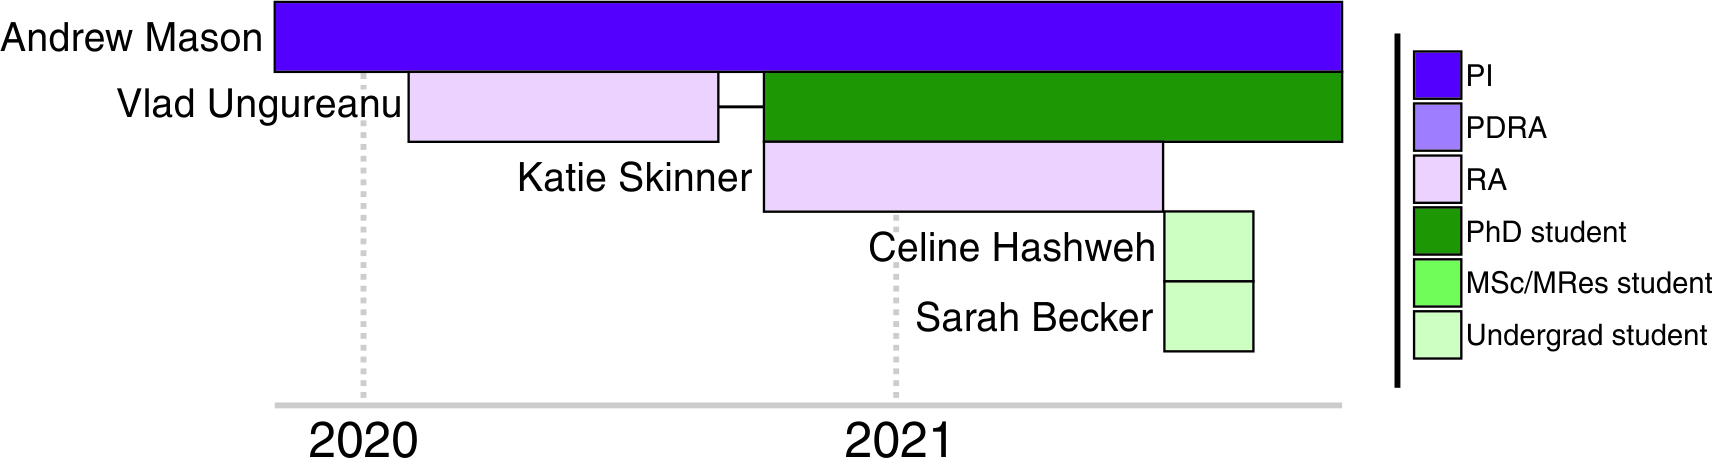 Andrew Mason
Vlad Ungureanu
Katie Skinner
Celine Hashweh
Sarah Becker
2020
2021
PI
PDRA
RA
PhD student
MSc/MRes student
Undergrad student